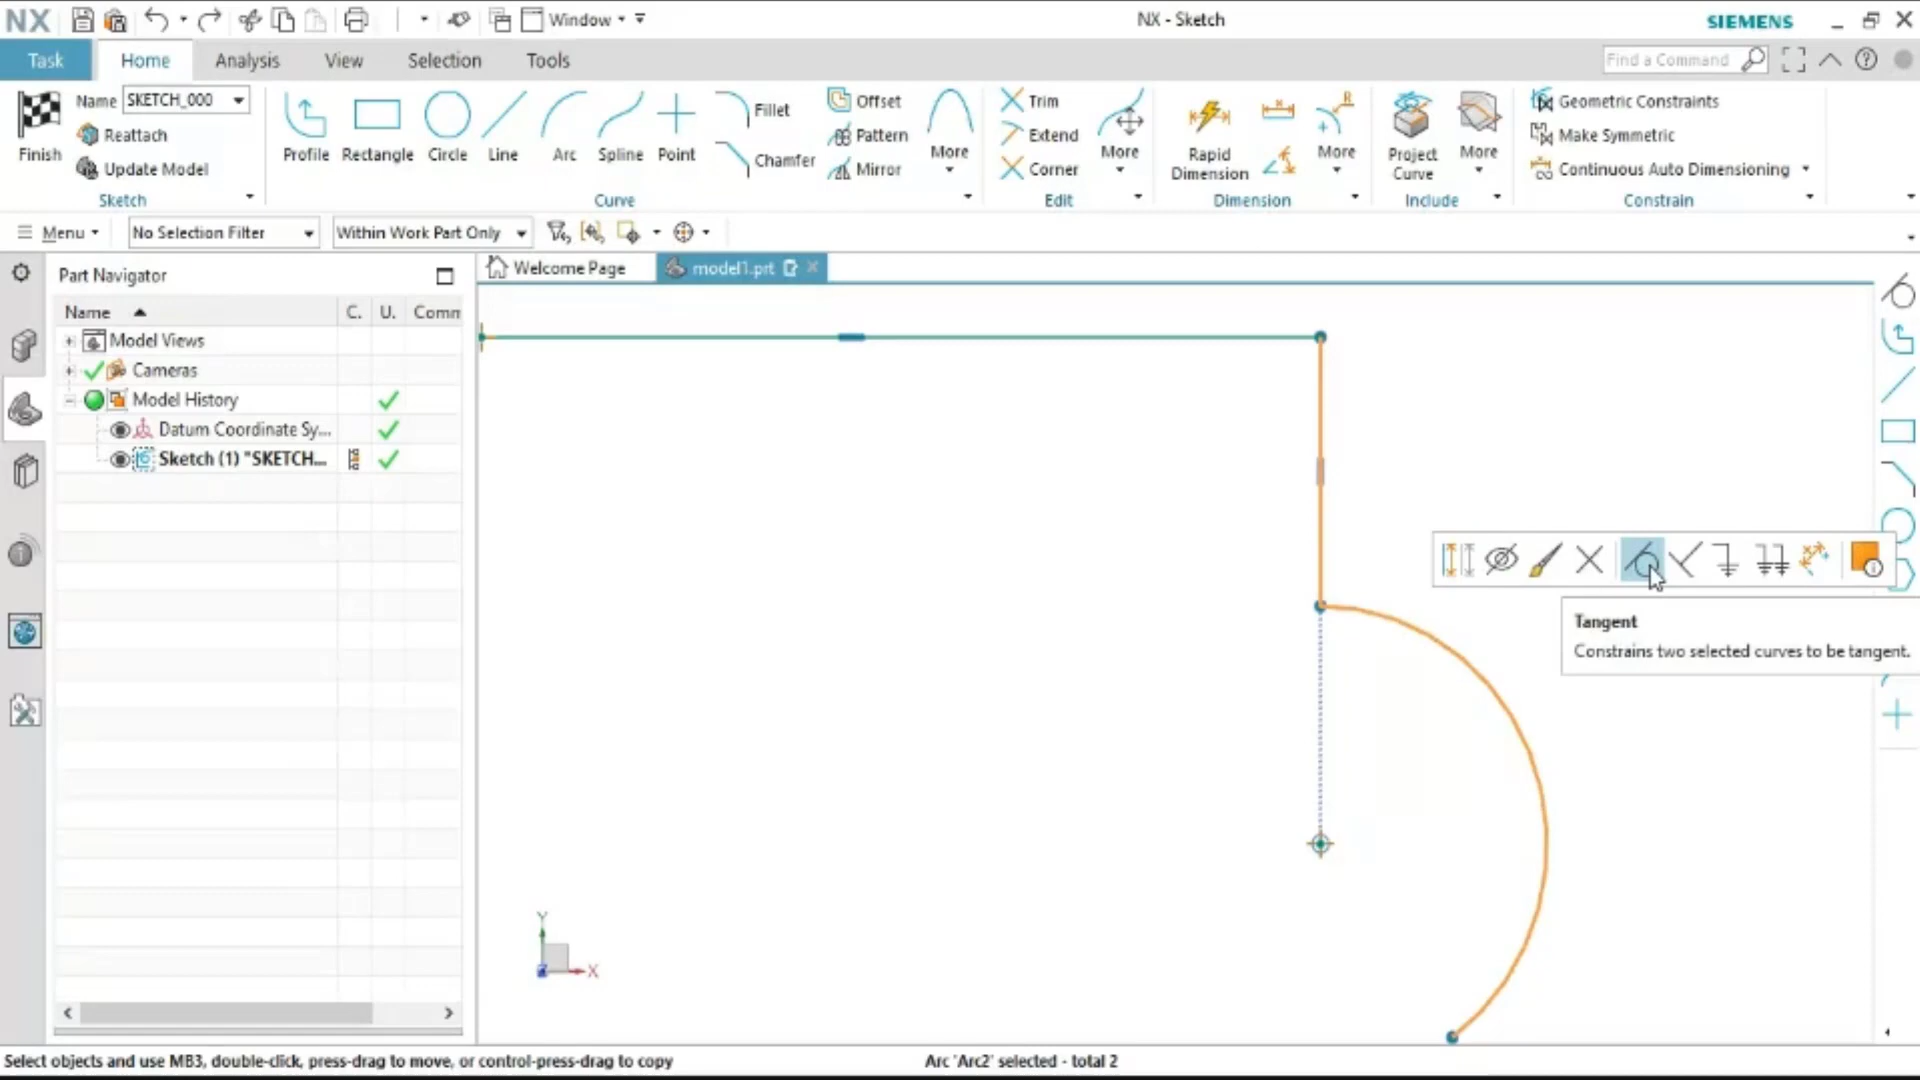 NX
Window
NX - Sketch
SIEMENS
Task
Home
Analysis
View
Selection
Tools
Find a Command
Finish
Name SKETCH_000
Reattach
Update Model
Sketch
Profile
Rectangle
Circle
Line
Arc
Spline
Point
Fillet
Chamfer
Offset
Pattern
Mirror
More
Curve
Trim
Extend
Corner
More
Edit
Rapid
Dimension
More
Dimension
Project
Curve
More
Include
Geometric Constraints
Make Symmetric
Continuous Auto Dimensioning
Constrain
Menu
No Selection Filter
Within Work Part Only
Part Navigator
Welcome Page
model1.prt
Name
C.
U.
Comm
Model Views
Cameras
Model History
Datum Coordinate Sy...
Sketch (1) "SKETCH...
Tangent
Constrains two selected curves to be tangent.
Y
X
Z
Select objects and use MB3, double-click, press-drag to move, or control-press-drag to copy
Arc 'Arc2' selected - total 2